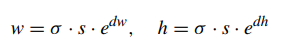 w = σ · s · e^{dw},   h = σ · s · e^{dh}